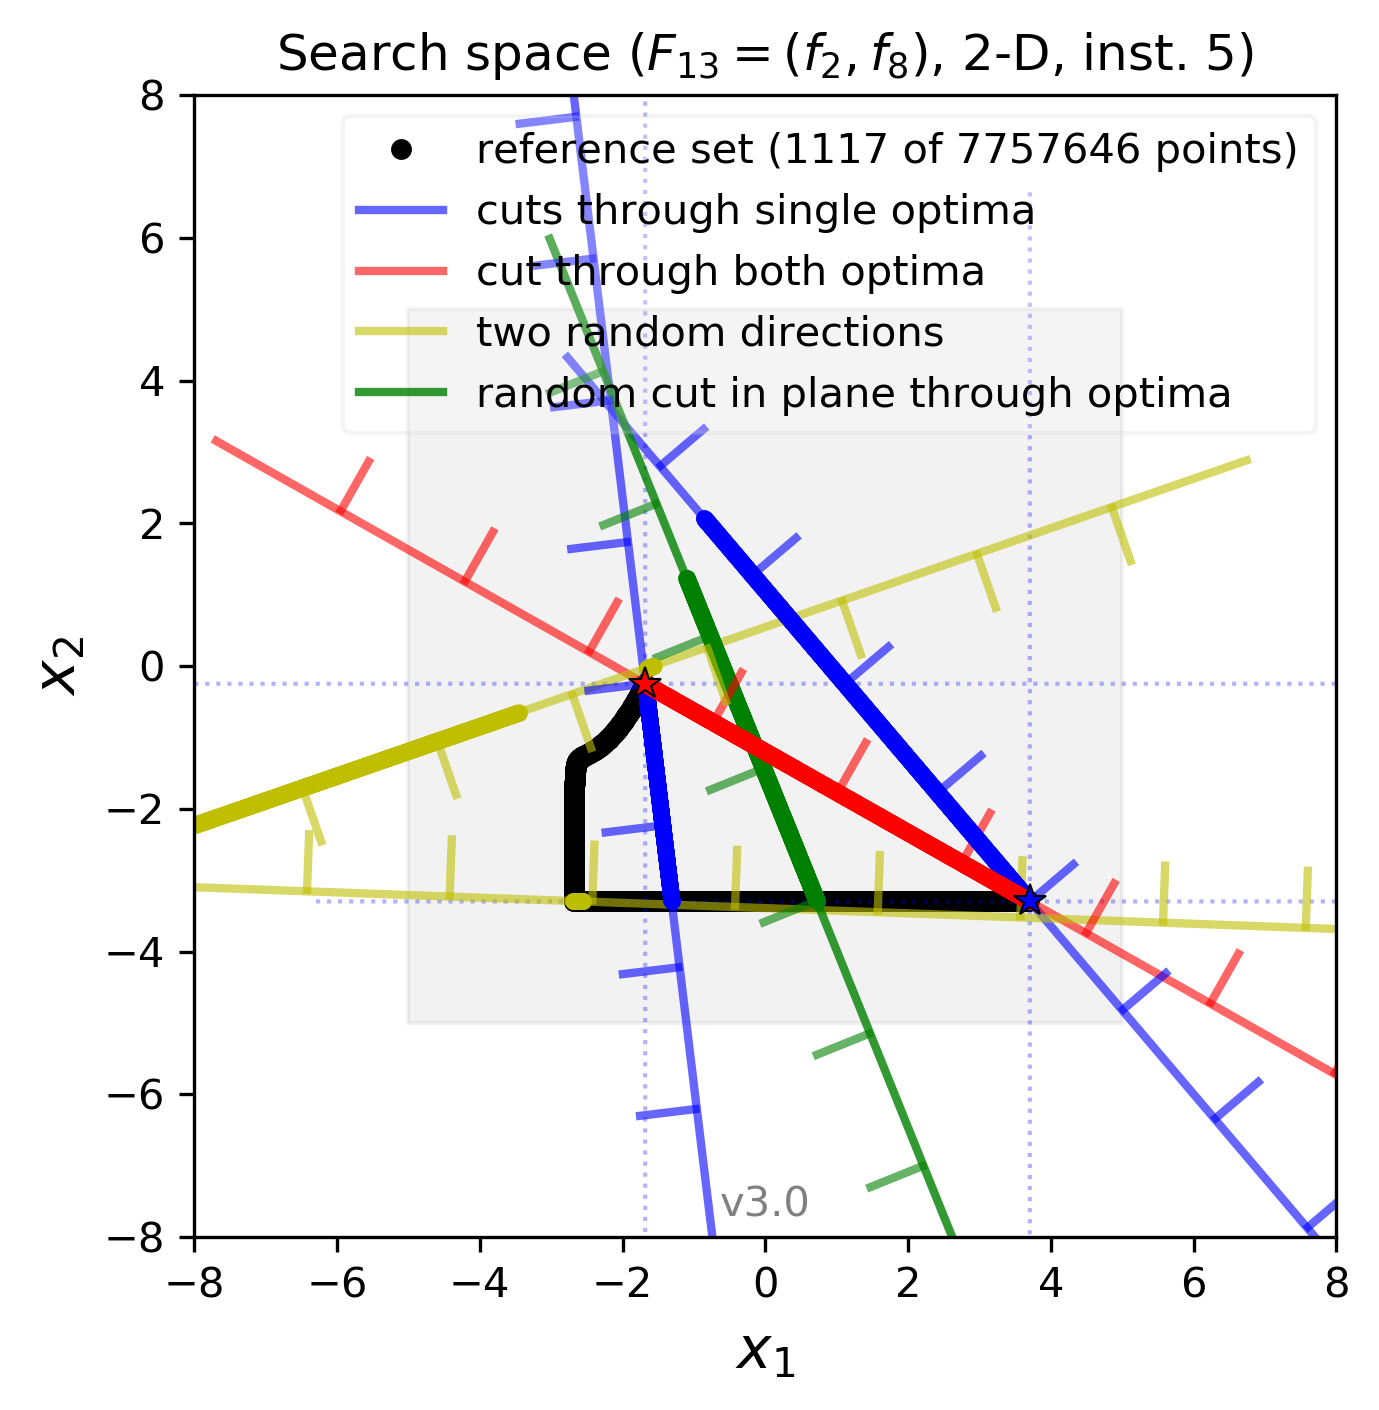 Search space (F₁₃ = (f₂, f₈), 2-D, inst. 5)
8
reference set (1117 of 7757646 points)
cuts through single optima
6
cut through both optima
two random directions
4
random cut in plane through optima
2
0
x₂
−2
−4
−6
v3.0
−8
−8 −6 −4 −2 0 2 4 6 8
x₁